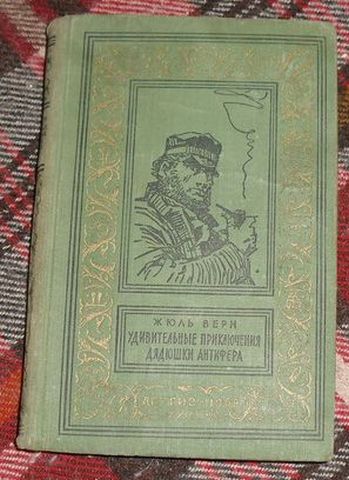 ЖЮЛЬ ВЕРН
УДИВИТЕЛЬНЫЕ ПРИКЛЮЧЕНИЯ
ДЯДЮШКИ АНТИФЕРА